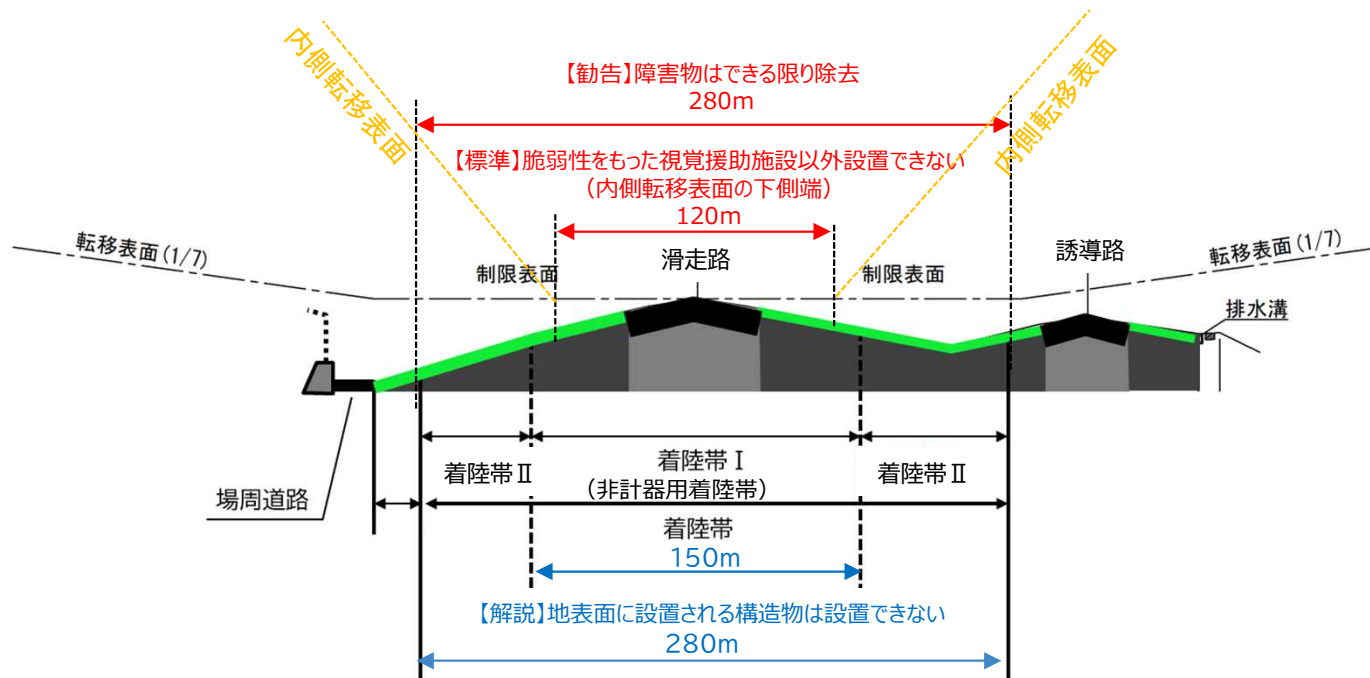 内側転移表面
内側転移表面
【勧告】障害物はできる限り除去
280m
【標準】脆弱性をもった視覚援助施設以外設置できない
（内側転移表面の下側端）
120m
転移表面(1/7)
制限表面
滑走路
制限表面
誘導路
転移表面(1/7)
排水溝
着陸帯Ⅱ
着陸帯Ⅰ
（非計器用着陸帯）
着陸帯Ⅱ
場周道路
着陸帯
150m
【解説】地表面に設置される構造物は設置できない
280m